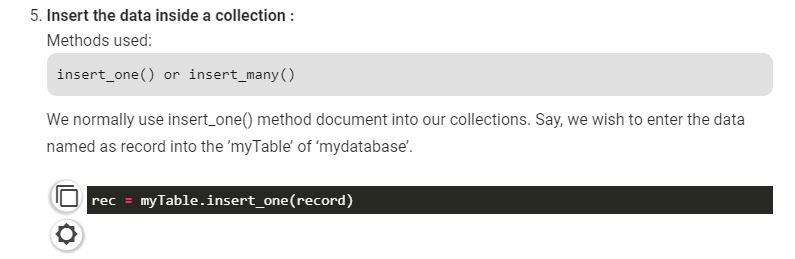 5. Insert the data inside a collection :
Methods used:
insert_one() or insert_many()
We normally use insert_one() method document into our collections. Say, we wish to enter the data
named as record into the ’myTable’ of ‘mydatabase’.
rec = myTable.insert_one(record)